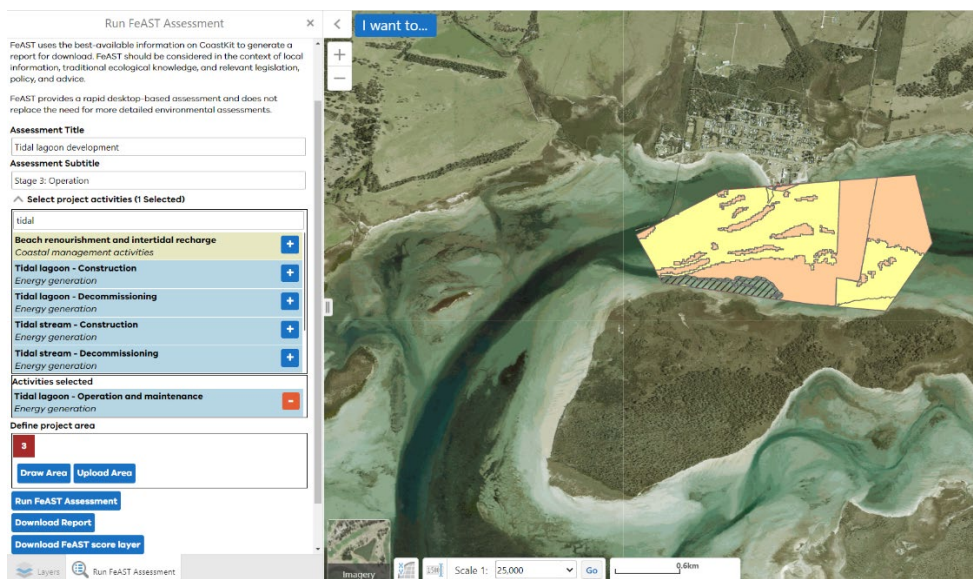 Run FeAST Assessment
×
FeAST uses the best-available information on CoastKit to generate a
report for download. FeAST should be considered in the context of local
information, traditional ecological knowledge, and relevant legislation,
policy, and advice.
FeAST provides a rapid desktop-based assessment and does not
replace the need for more detailed environmental assessments.
Assessment Title
Tidal lagoon development
Assessment Subtitle
Stage 3: Operation
Select project activities (1 Selected)
tidal
Beach renourishment and intertidal recharge
Coastal management activities
+
Tidal lagoon - Construction
Energy generation
+
Tidal lagoon - Decommissioning
Energy generation
+
Tidal stream - Construction
Energy generation
+
Tidal stream - Decommissioning
Energy generation
+
Activities selected
Tidal lagoon - Operation and maintenance
Energy generation
-
Define project area
3
Draw Area Upload Area
Run FeAST Assessment
Download Report
Download FeAST score layer
Layers Run FeAST Assessment
I want to...
+
−
Imagery
Scale 1: 25,000 Go
0.6km